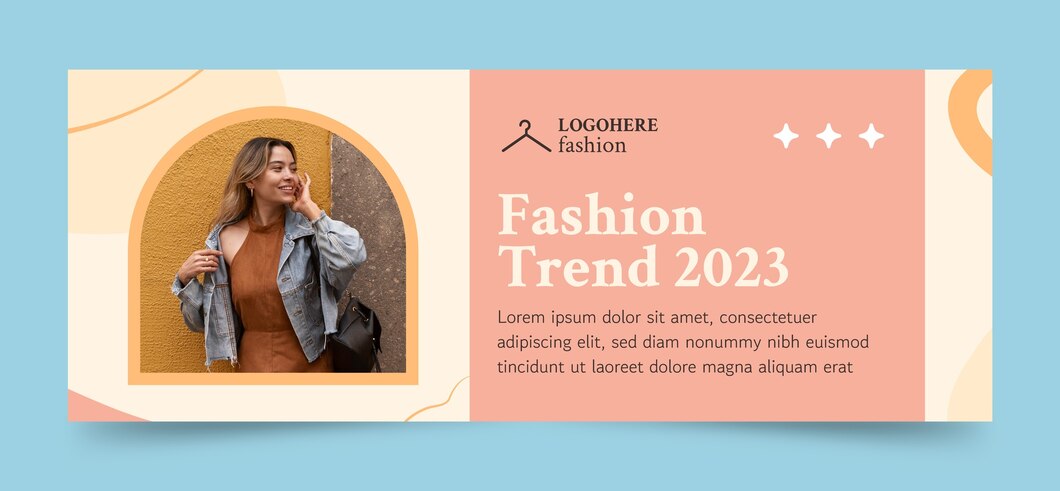 LOGOHERE
fashion
Fashion
Trend 2023
Lorem ipsum dolor sit amet, consectetuer
adipiscing elit, sed diam nonummy nibh euismod
tincidunt ut laoreet dolore magna aliquam erat